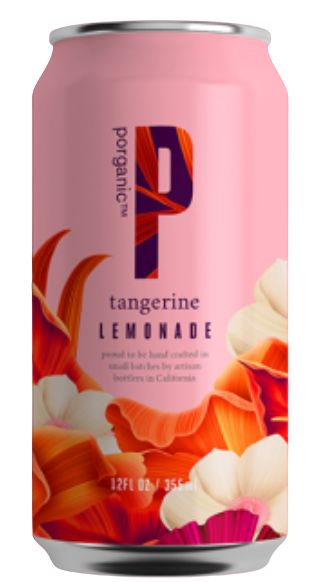 porganic™
P
tangerine
LEMONADE
proud to be hand crafted in
small batches by artisan
bottlers in California
12FL OZ / 355ml